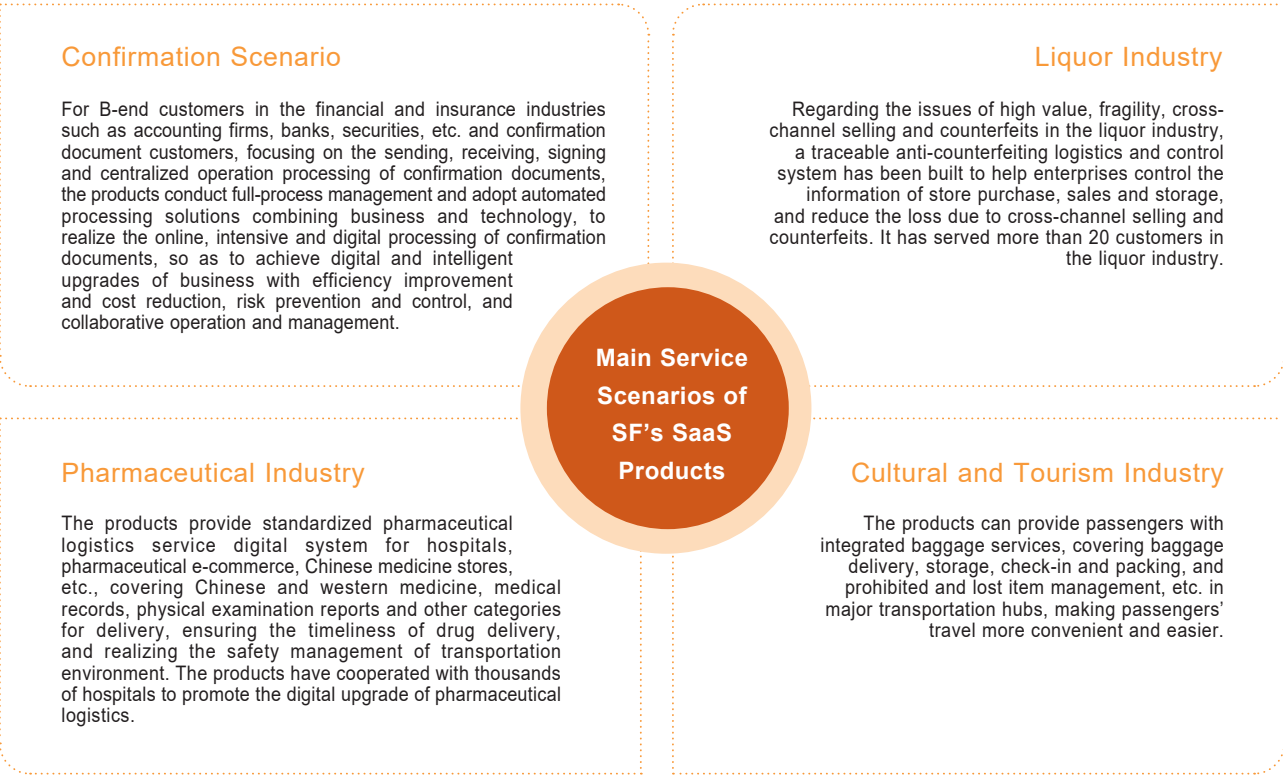 Confirmation Scenario
For B-end customers in the financial and insurance industries
such as accounting firms, banks, securities, etc. and confirmation
document customers, focusing on the sending, receiving, signing
and centralized operation processing of confirmation documents,
the products conduct full-process management and adopt automated
processing solutions combining business and technology, to
realize the online, intensive and digital processing of confirmation
documents, so as to achieve digital and intelligent
upgrades of business with efficiency improvement
and cost reduction, risk prevention and control, and
collaborative operation and management.
Liquor Industry
Regarding the issues of high value, fragility, cross-
channel selling and counterfeits in the liquor industry,
a traceable anti-counterfeiting logistics and control
system has been built to help enterprises control the
information of store purchase, sales and storage,
and reduce the loss due to cross-channel selling and
counterfeits. It has served more than 20 customers in
the liquor industry.
Main Service
Scenarios of
SF’s SaaS
Products
Pharmaceutical Industry
The products provide standardized pharmaceutical
logistics service digital system for hospitals,
pharmaceutical e-commerce, Chinese medicine stores,
etc., covering Chinese and western medicine, medical
records, physical examination reports and other categories
for delivery, ensuring the timeliness of drug delivery,
and realizing the safety management of transportation
environment. The products have cooperated with thousands
of hospitals to promote the digital upgrade of pharmaceutical
logistics.
Cultural and Tourism Industry
The products can provide passengers with
integrated baggage services, covering baggage
delivery, storage, check-in and packing, and
prohibited and lost item management, etc. in
major transportation hubs, making passengers’
travel more convenient and easier.